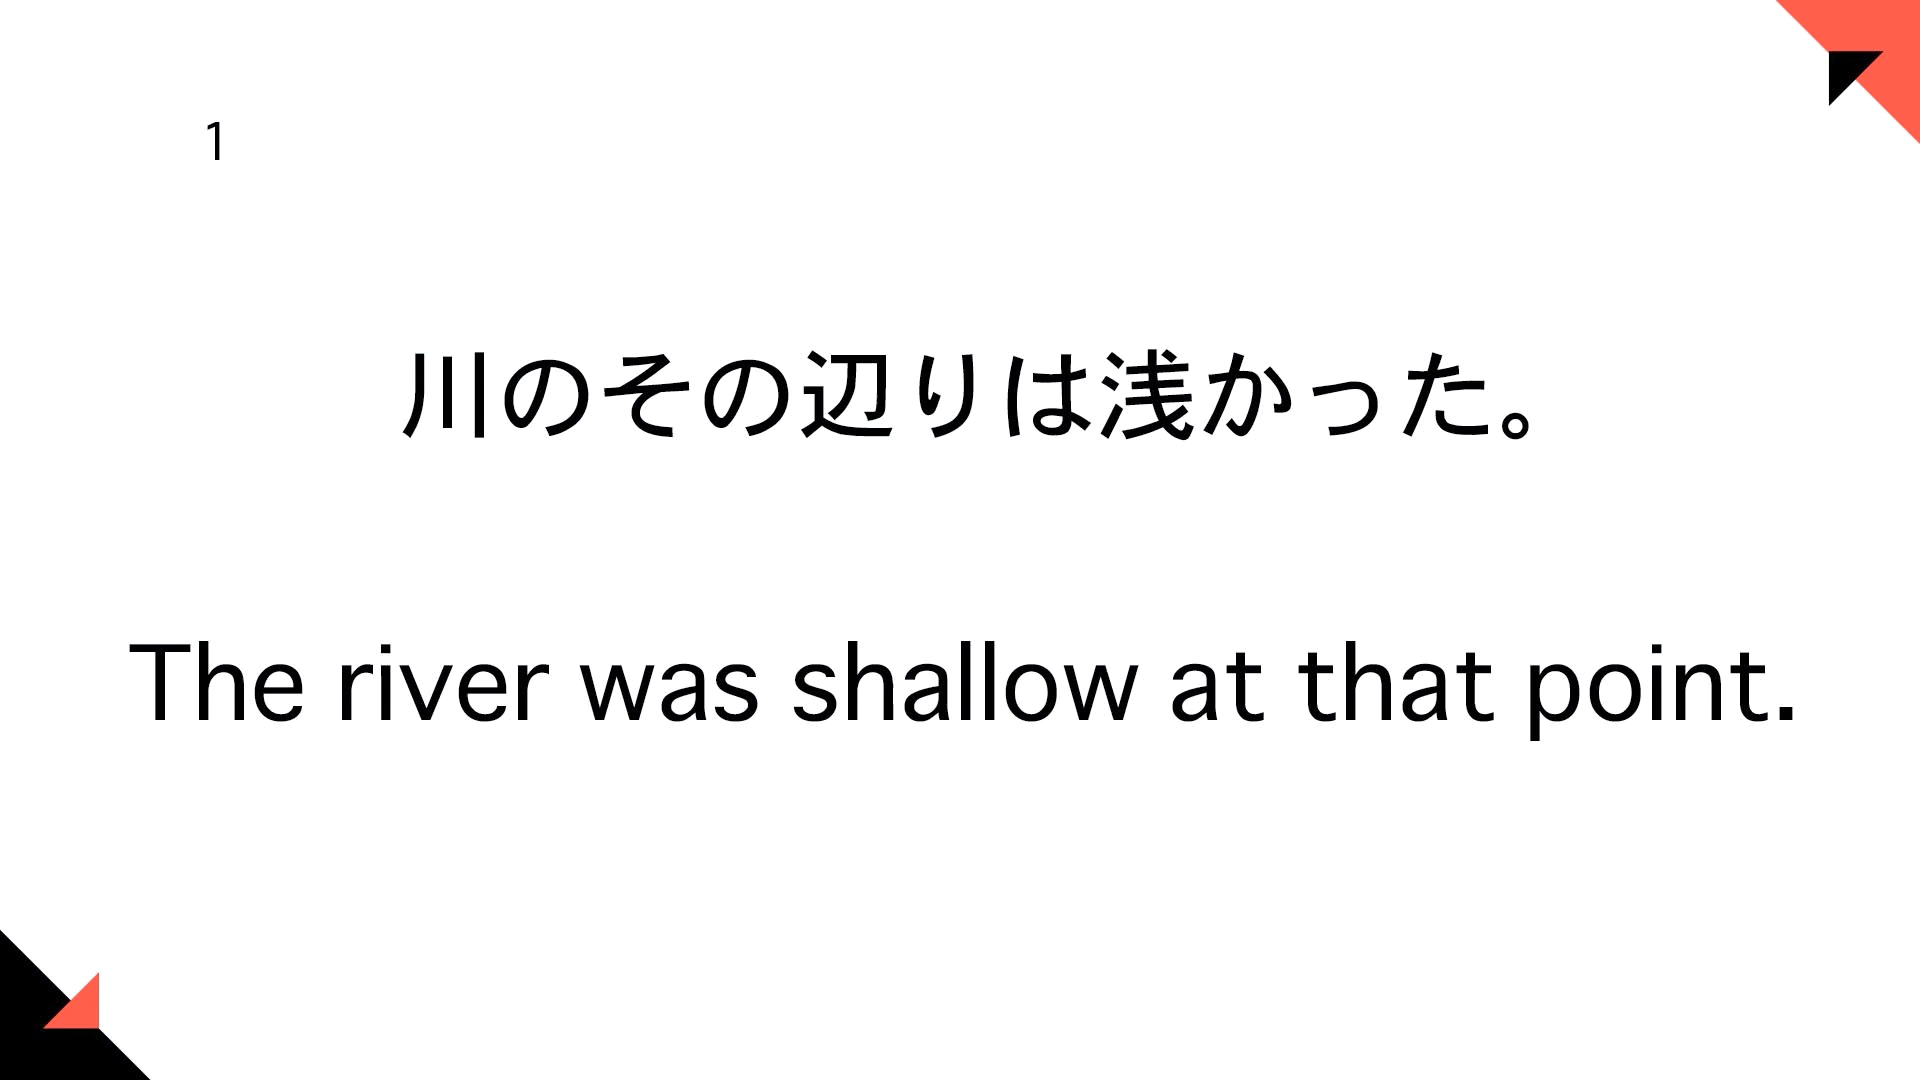 1
川のその辺りは浅かった。
The river was shallow at that point.